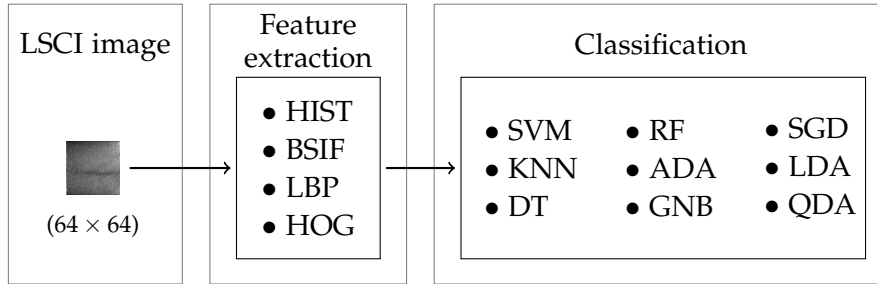 LSCI image
(64 × 64)
Feature
extraction
• HIST
• BSIF
• LBP
• HOG
Classification
• SVM
• KNN
• DT
• RF
• ADA
• GNB
• SGD
• LDA
• QDA